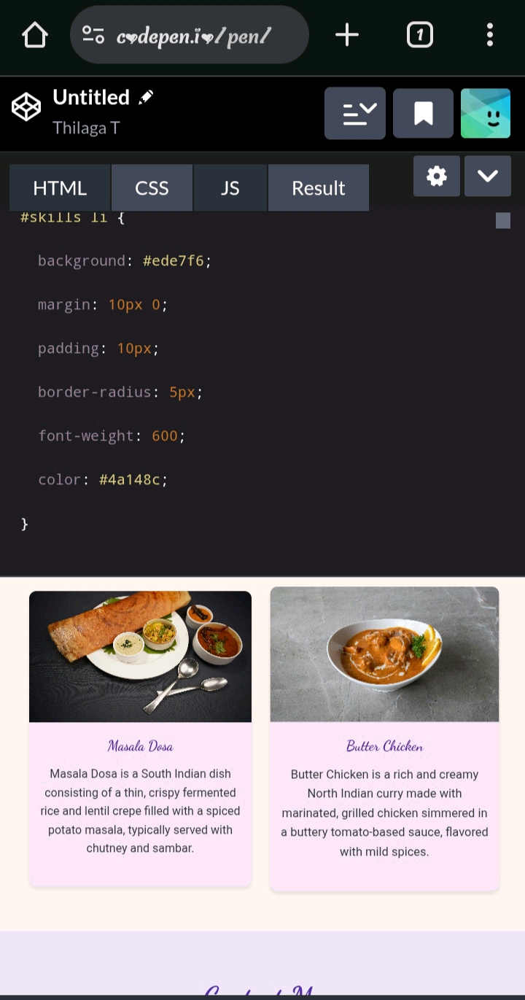 c❤depen.i❤/pen/
1
Untitled
Thilaga T
HTML CSS JS Result
#skills li {
background: #ede7f6;
margin: 10px 0;
padding: 10px;
border-radius: 5px;
font-weight: 600;
color: #4a148c;
}
Masala Dosa
Masala Dosa is a South Indian dish
consisting of a thin, crispy fermented
rice and lentil crepe filled with a spiced
potato masala, typically served with
chutney and sambar.
Butter Chicken
Butter Chicken is a rich and creamy
North Indian curry made with
marinated, grilled chicken simmered in
a buttery tomato-based sauce, flavored
with mild spices.